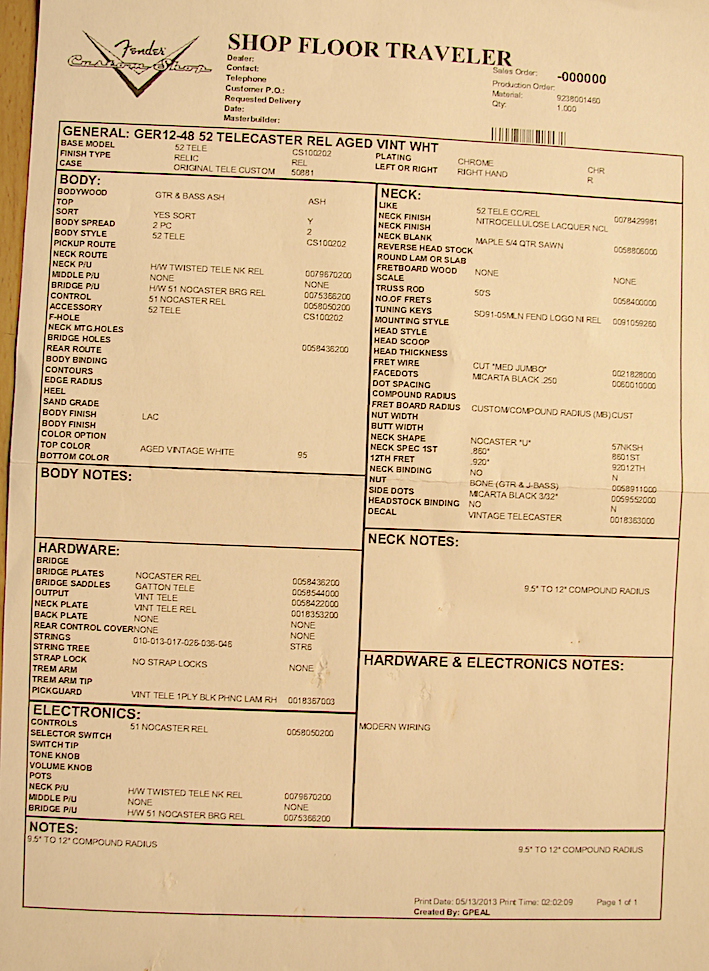 Fender
Custom Shop
SHOP FLOOR TRAVELER
Dealer:
Contact:
Telephone
Customer P.O.:
Requested Delivery
Date:
Masterbuilder:
Sales Order: -000000
Production Order:
Material: 9238001460
Qty: 1.000
GENERAL: GER12-48 52 TELECASTER REL AGED VINT WHT
BASE MODEL 52 TELE CS100202 PLATING CHROME CHR
FINISH TYPE RELIC REL LEFT OR RIGHT RIGHT HAND R
CASE ORIGINAL TELE CUSTOM 50881
BODY:
BODYWOOD GTR & BASS ASH ASH
TOP
SORT YES SORT Y
BODY SPREAD 2 PC 2
BODY STYLE 52 TELE CS100202
PICKUP ROUTE
NECK ROUTE
NECK P/U H/W TWISTED TELE NK REL 0079670200
MIDDLE P/U NONE NONE
BRIDGE P/U H/W 51 NOCASTER BRG REL 0075366200
CONTROL 51 NOCASTER REL 0058050200
ACCESSORY 52 TELE CS100202
F-HOLE
NECK MTG.HOLES
BRIDGE HOLES
REAR ROUTE 0058436200
BODY BINDING
CONTOURS
EDGE RADIUS
HEEL
SAND GRADE
BODY FINISH LAC
BODY FINISH
COLOR OPTION
TOP COLOR AGED VINTAGE WHITE 95
BOTTOM COLOR
BODY NOTES:
HARDWARE:
BRIDGE
BRIDGE PLATES NOCASTER REL 0058436200
BRIDGE SADDLES GATTON TELE 0058544000
OUTPUT VINT TELE 0058422000
NECK PLATE VINT TELE REL 0018353200
BACK PLATE NONE NONE
REAR CONTROL COVER NONE NONE
STRINGS 010-013-017-026-036-046 STR6
STRING TREE
STRAP LOCK NO STRAP LOCKS NONE
TREM ARM
TREM ARM TIP
PICKGUARD VINT TELE 1PLY BLK PHNC LAM RH 0018367003
ELECTRONICS:
CONTROLS 51 NOCASTER REL 0058050200
SELECTOR SWITCH
SWITCH TIP
TONE KNOB
VOLUME KNOB
POTS
NECK P/U H/W TWISTED TELE NK REL 0079670200
MIDDLE P/U NONE NONE
BRIDGE P/U H/W 51 NOCASTER BRG REL 0075366200
NECK:
LIKE 52 TELE CC/REL 0078429981
NECK FINISH NITROCELLULOSE LACQUER NCL
NECK FINISH
NECK BLANK MAPLE 5/4 QTR SAWN 0058806000
REVERSE HEAD STOCK
ROUND LAM OR SLAB
FRETBOARD WOOD NONE NONE
SCALE
TRUSS ROD 50'S 0058400000
NO.OF FRETS
TUNING KEYS SD91-05MLN FEND LOGO NI REL 0091059260
MOUNTING STYLE
HEAD STYLE
HEAD SCOOP
HEAD THICKNESS
FRET WIRE CUT "MED JUMBO" 0021828000
FACEDOTS MICARTA BLACK .250 0060010000
DOT SPACING
COMPOUND RADIUS
FRET BOARD RADIUS CUSTOM/COMPOUND RADIUS (MB)CUST
NUT WIDTH
BUTT WIDTH
NECK SHAPE NOCASTER "U" 57NKSH
NECK SPEC 1ST .860" 8601ST
12TH FRET .920" 92012TH
NECK BINDING NO N
NUT BONE (GTR & J-BASS) 0058911000
SIDE DOTS MICARTA BLACK 3/32" 0059552000
HEADSTOCK BINDING NO N
DECAL VINTAGE TELECASTER 0018363000
NECK NOTES:
9.5" TO 12" COMPOUND RADIUS
HARDWARE & ELECTRONICS NOTES:
MODERN WIRING
NOTES:
9.5" TO 12" COMPOUND RADIUS 9.5" TO 12" COMPOUND RADIUS
Print Date: 05/13/2013 Print Time: 02:02:09 Page 1 of 1
Created By: GPEAL